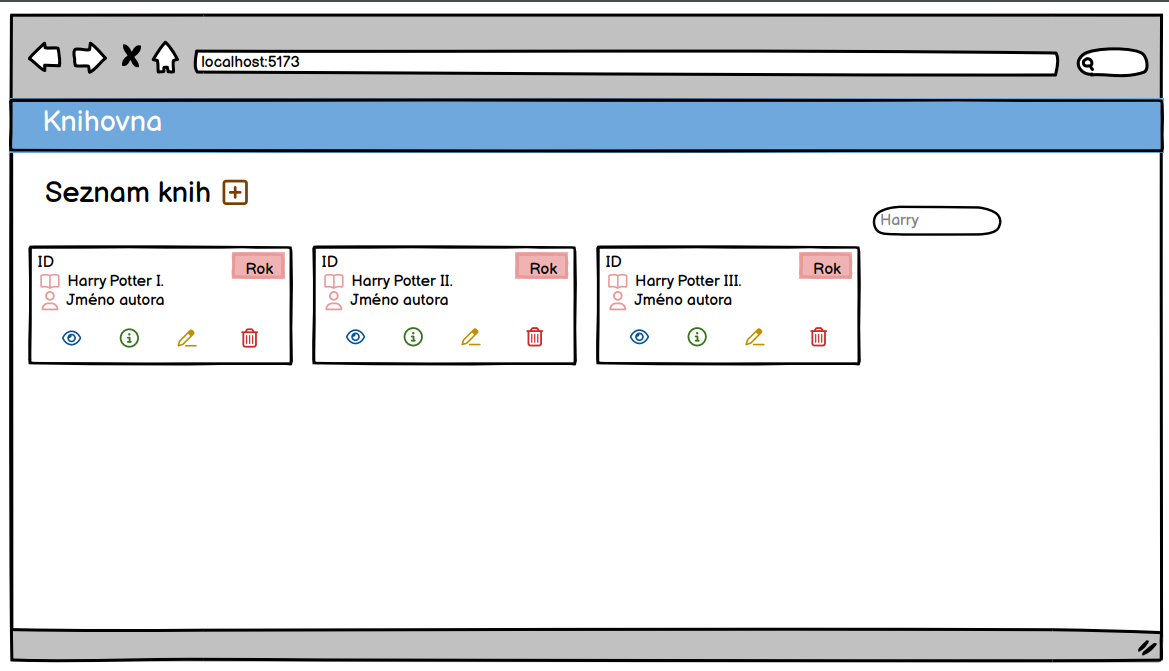 localhost:5173
Knihovna
Seznam knih
Harry
ID
Rok
Harry Potter I.
Jméno autora
ID
Rok
Harry Potter II.
Jméno autora
ID
Rok
Harry Potter III.
Jméno autora